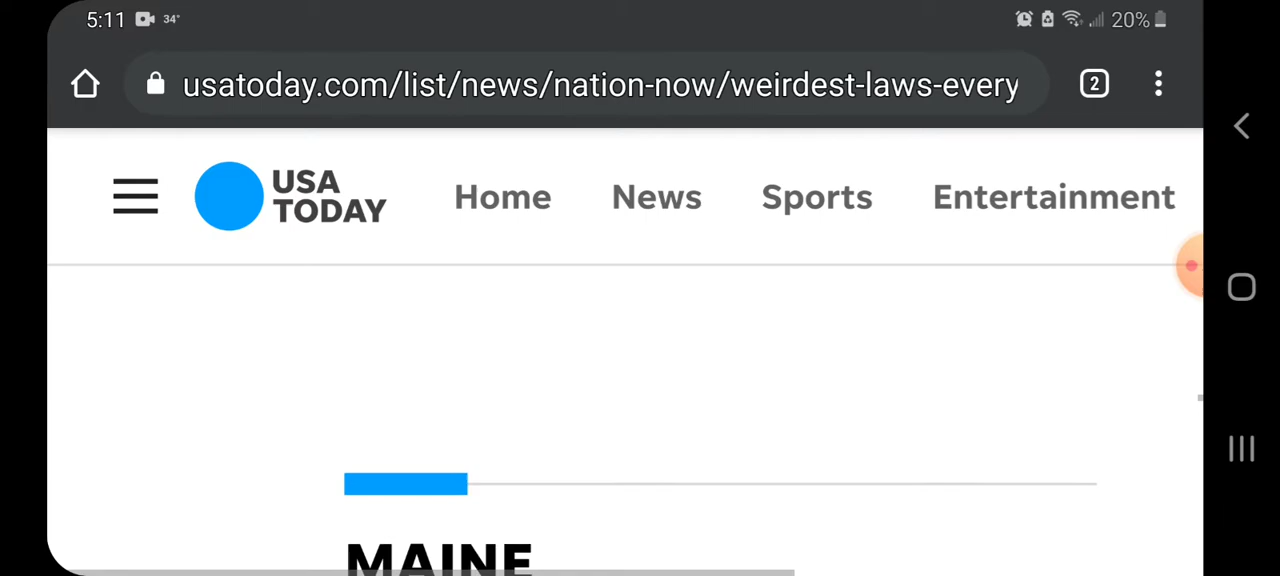 5:11 34° 20%
usatoday.com/list/news/nation-now/weirdest-laws-every 2
USA TODAY Home News Sports Entertainment
MAINE